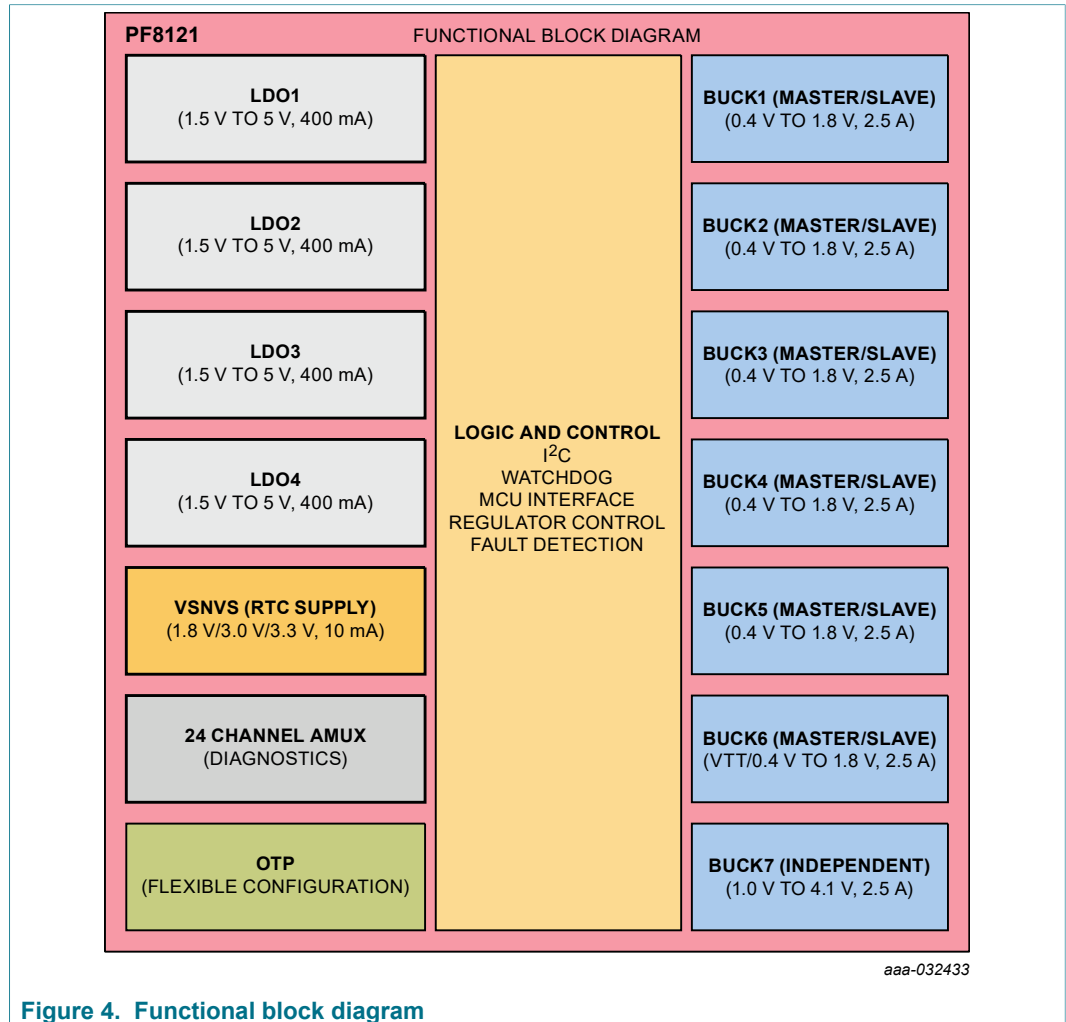 PF8121
FUNCTIONAL BLOCK DIAGRAM
LDO1
(1.5 V TO 5 V, 400 mA)
LDO2
(1.5 V TO 5 V, 400 mA)
LDO3
(1.5 V TO 5 V, 400 mA)
LDO4
(1.5 V TO 5 V, 400 mA)
VSNVS (RTC SUPPLY)
(1.8 V/3.0 V/3.3 V, 10 mA)
24 CHANNEL AMUX
(DIAGNOSTICS)
OTP
(FLEXIBLE CONFIGURATION)
LOGIC AND CONTROL
I²C
WATCHDOG
MCU INTERFACE
REGULATOR CONTROL
FAULT DETECTION
BUCK1 (MASTER/SLAVE)
(0.4 V TO 1.8 V, 2.5 A)
BUCK2 (MASTER/SLAVE)
(0.4 V TO 1.8 V, 2.5 A)
BUCK3 (MASTER/SLAVE)
(0.4 V TO 1.8 V, 2.5 A)
BUCK4 (MASTER/SLAVE)
(0.4 V TO 1.8 V, 2.5 A)
BUCK5 (MASTER/SLAVE)
(0.4 V TO 1.8 V, 2.5 A)
BUCK6 (MASTER/SLAVE)
(VTT/0.4 V TO 1.8 V, 2.5 A)
BUCK7 (INDEPENDENT)
(1.0 V TO 4.1 V, 2.5 A)
aaa-032433
Figure 4. Functional block diagram